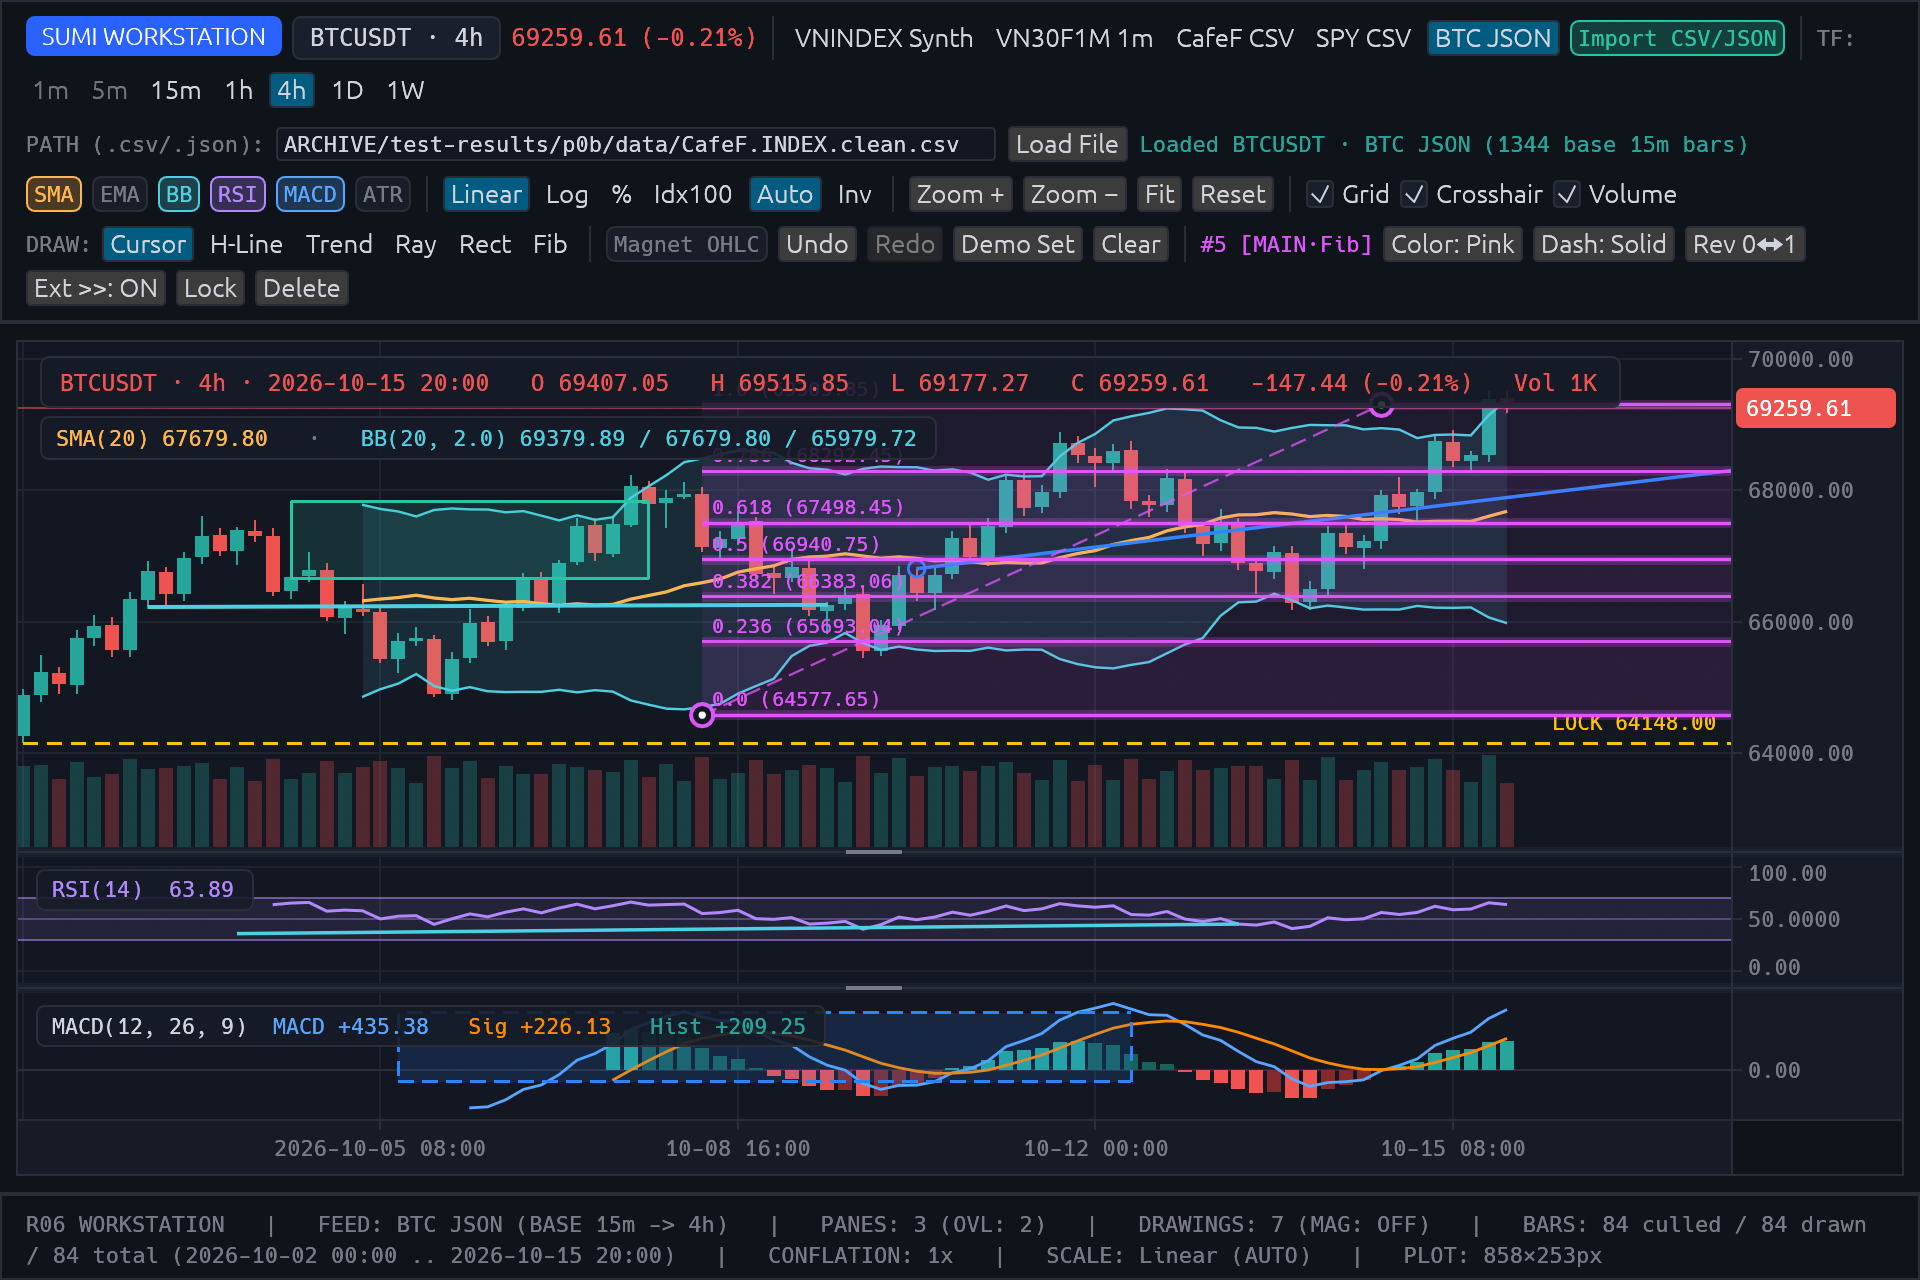 SUMI WORKSTATION BTCUSDT · 4h 69259.61 (-0.21%) VNINDEX Synth VN30F1M 1m CafeF CSV SPY CSV BTC JSON Import CSV/JSON TF:
1m 5m 15m 1h 4h 1D 1W
PATH (.csv/.json): ARCHIVE/test-results/p0b/data/CafeF.INDEX.clean.csv Load File Loaded BTCUSDT · BTC JSON (1344 base 15m bars)
SMA EMA BB RSI MACD ATR Linear Log % Idx100 Auto Inv Zoom + Zoom − Fit Reset Grid Crosshair Volume
DRAW: Cursor H-Line Trend Ray Rect Fib Magnet OHLC Undo Redo Demo Set Clear #5 [MAIN·Fib] Color: Pink Dash: Solid Rev 0↔1
Ext >>: ON Lock Delete
70000.00
BTCUSDT · 4h · 2026-10-15 20:00 O 69407.05 H 69515.85 L 69177.27 C 69259.61 -147.44 (-0.21%) Vol 1K
69259.61
SMA(20) 67679.80 · BB(20, 2.0) 69379.89 / 67679.80 / 65979.72
0.786 (68292.45)
68000.00
0.618 (67498.45)
0.5 (66940.75)
0.382 (66383.06)
66000.00
0.236 (65693.04)
0.0 (64577.65)
LOCK 64148.00
64000.00
100.00
RSI(14) 63.89
50.0000
0.00
MACD(12, 26, 9) MACD +435.38 Sig +226.13 Hist +209.25
0.00
2026-10-05 08:00 10-08 16:00 10-12 00:00 10-15 08:00
R06 WORKSTATION | FEED: BTC JSON (BASE 15m -> 4h) | PANES: 3 (OVL: 2) | DRAWINGS: 7 (MAG: OFF) | BARS: 84 culled / 84 drawn
/ 84 total (2026-10-02 00:00 .. 2026-10-15 20:00) | CONFLATION: 1x | SCALE: Linear (AUTO) | PLOT: 858×253px